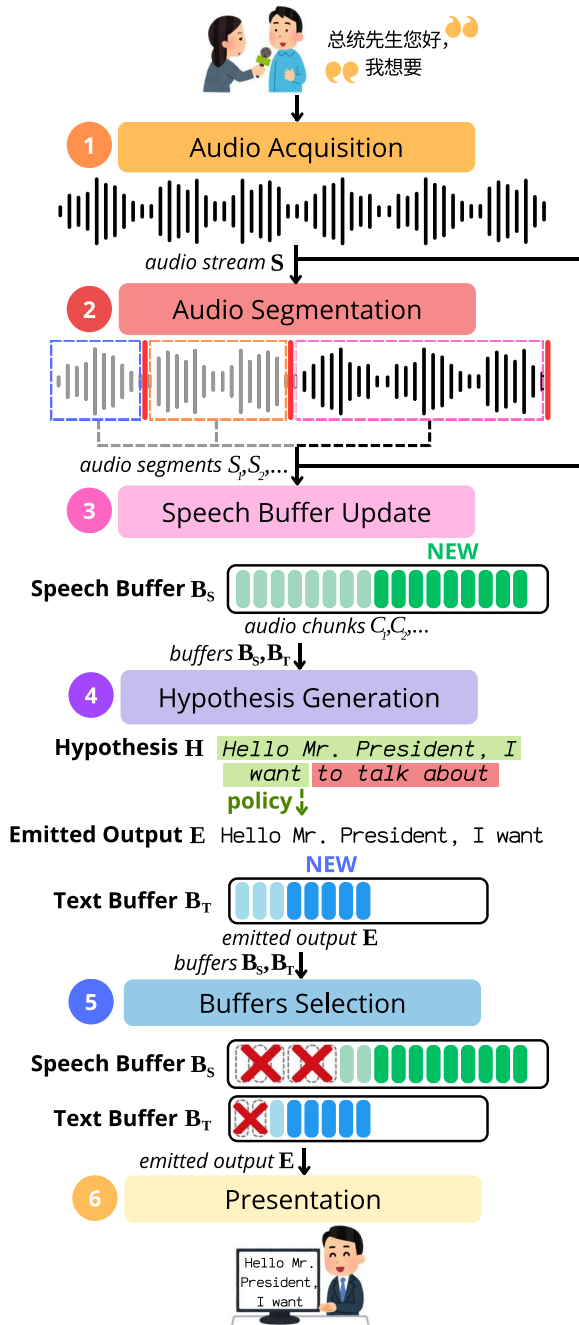 总统先生您好，
我想要
1 Audio Acquisition
audio stream S
2 Audio Segmentation
audio segments S1,S2,...
3 Speech Buffer Update
NEW
Speech Buffer BS
audio chunks C1,C2,...
buffers BS,BT
4 Hypothesis Generation
Hypothesis H Hello Mr. President, I
want to talk about
policy
Emitted Output E Hello Mr. President, I want
NEW
Text Buffer BT
emitted output E
buffers BS,BT
5 Buffers Selection
Speech Buffer BS
Text Buffer BT
emitted output E
6 Presentation
Hello Mr.
President,
I want